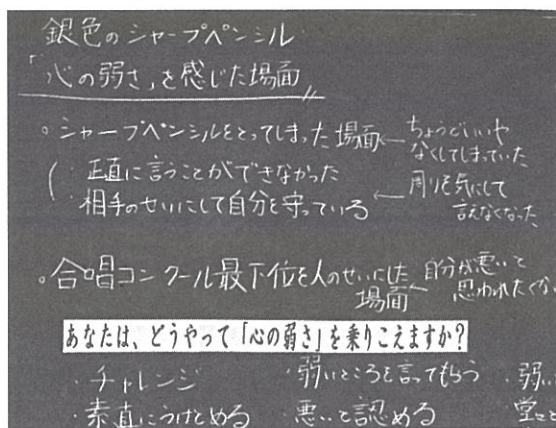 銀色のシャープペンシル
「心の弱さ」を感じた場面
。シャープペンシルをとってしまった場面←ちょうどいいや
なくしてしまっていた
正直に言うことができなかった
相手のせいにして自分を守っている←周りを気にして
言えなくなった
。合唱コンクール最下位を人のせいにした
場面←自分が悪いと
思われたくな
あなたは、どうやって「心の弱さ」を乗りこえますか?
・チャレンジ ・弱いところを言ってもらう ・弱い
・素直にうけとめる ・悪いと認める ・堂々と